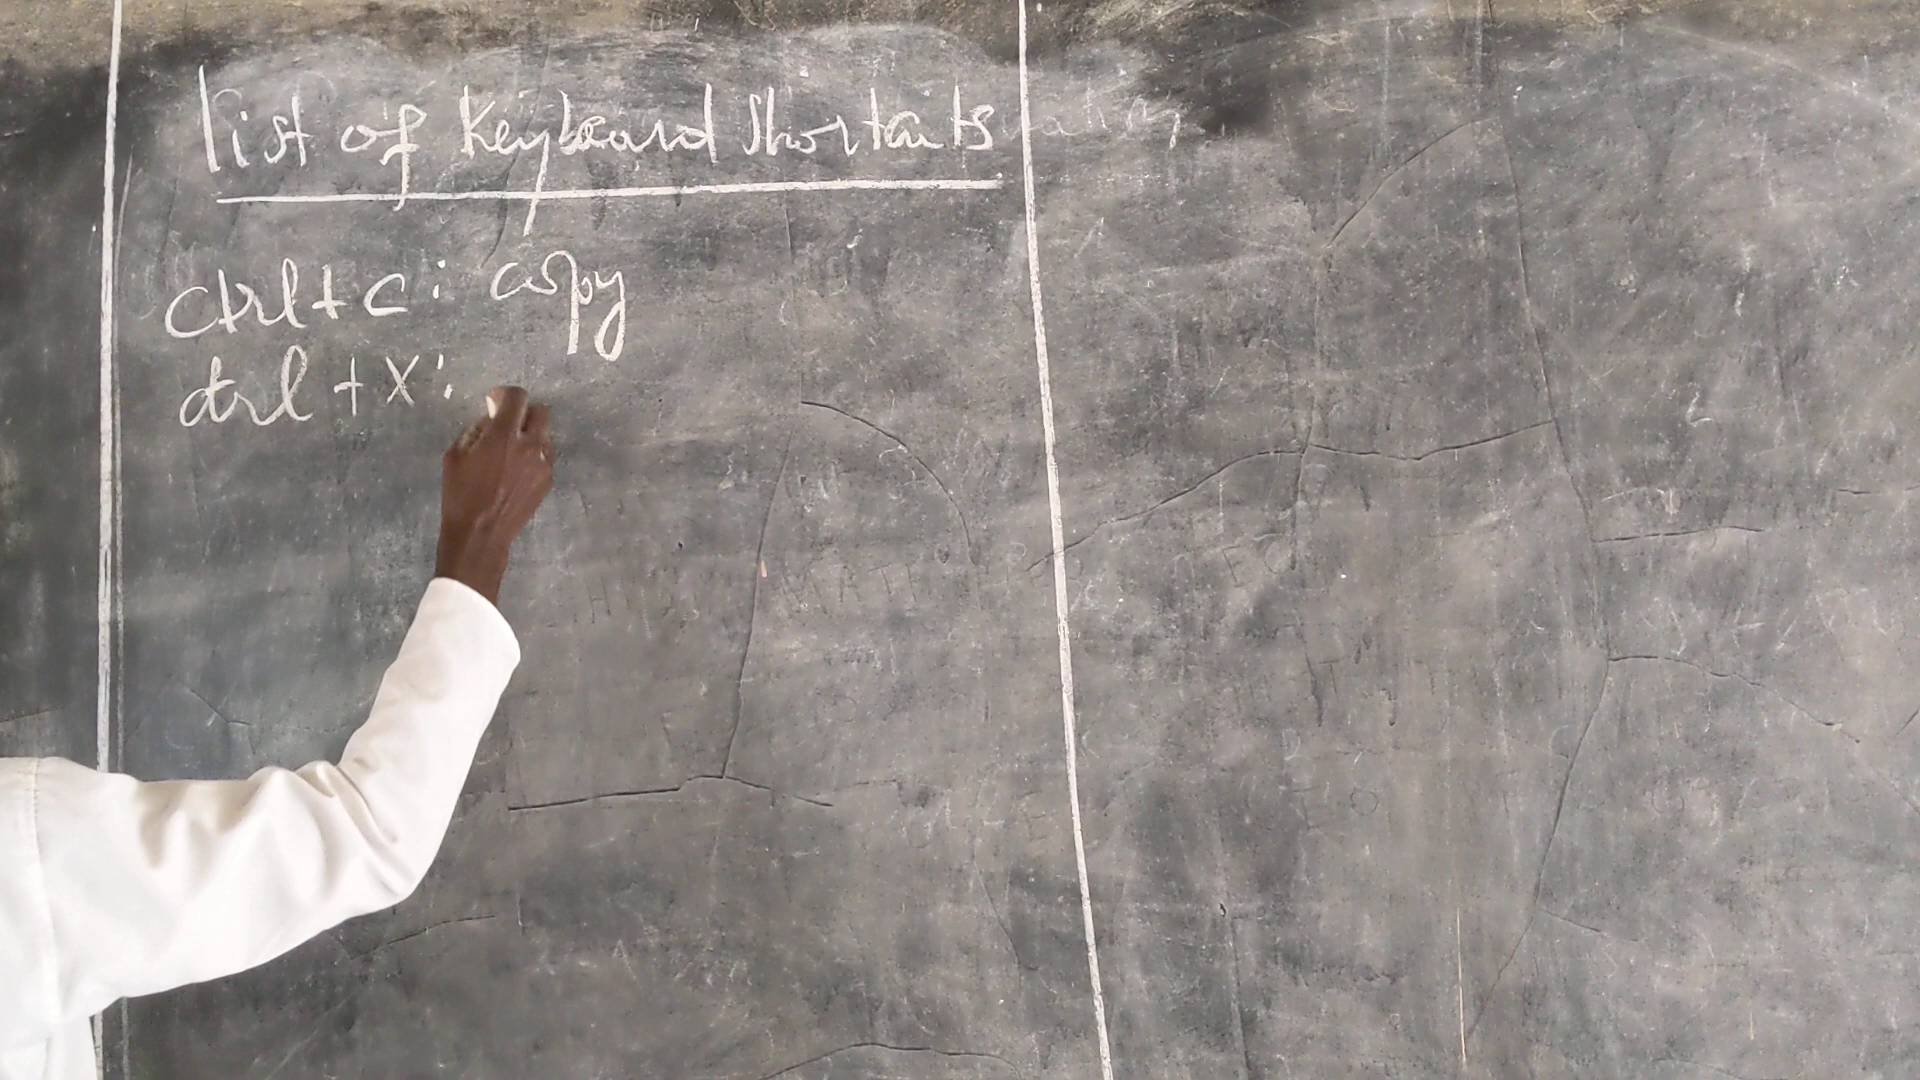 List of Keyboard Shortcuts
ctrl + c : copy
ctrl + X :